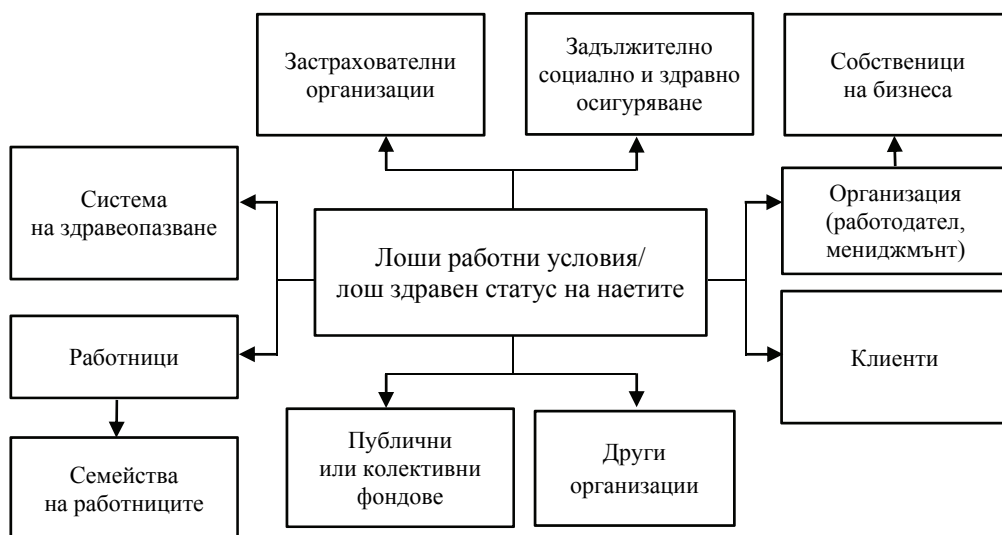 Застрахователни
организации
Задължително
социално и здравно
осигуряване
Собственици
на бизнеса
Система
на здравеопазване
Организация
(работодател,
мениджмънт)
Лоши работни условия/
лош здравен статус на наетите
Работници
Клиенти
Семейства
на работниците
Публични
или колективни
фондове
Други
организации